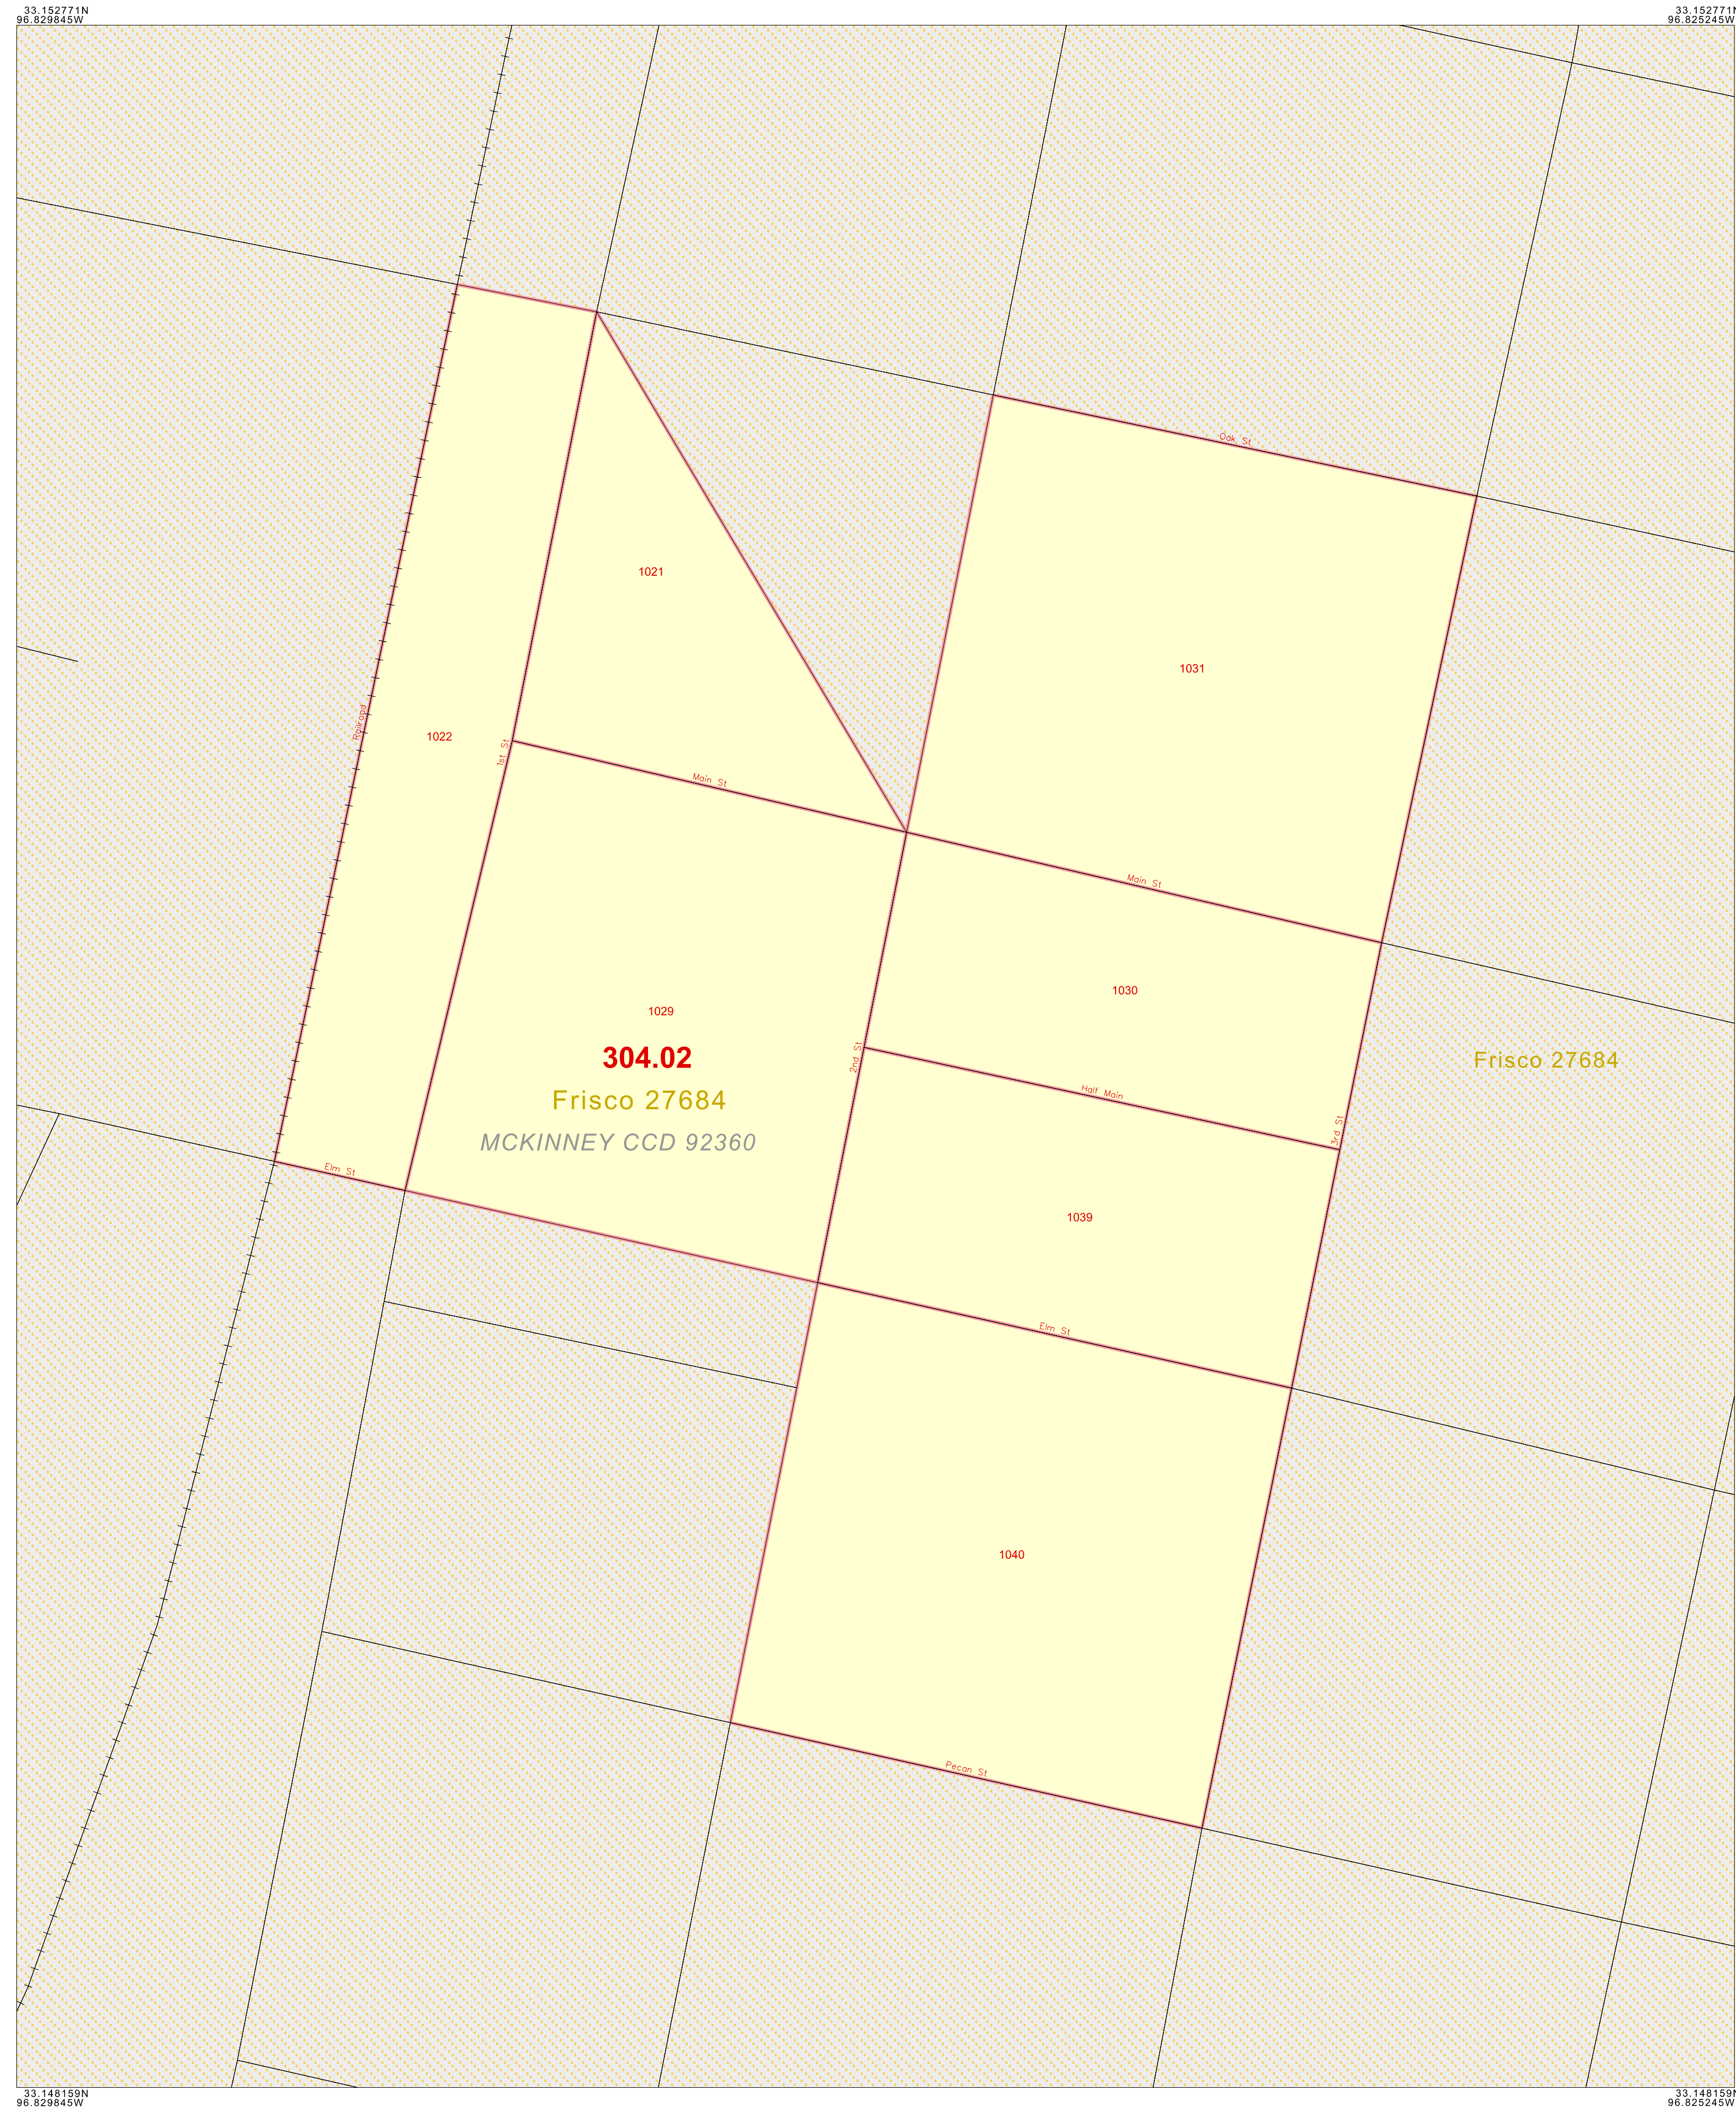 33.152771N
96.829845W
33.152771N
96.825245W
Oak St
1021
1031
Railroad
1022
1st St
Main St
Main St
1030
1029
304.02
2nd St
Frisco 27684
Half Main
Frisco 27684
3rd St
MCKINNEY CCD 92360
Elm St
1039
Elm St
1040
Pecan St
33.148159N
96.829845W
33.148159N
96.825245W